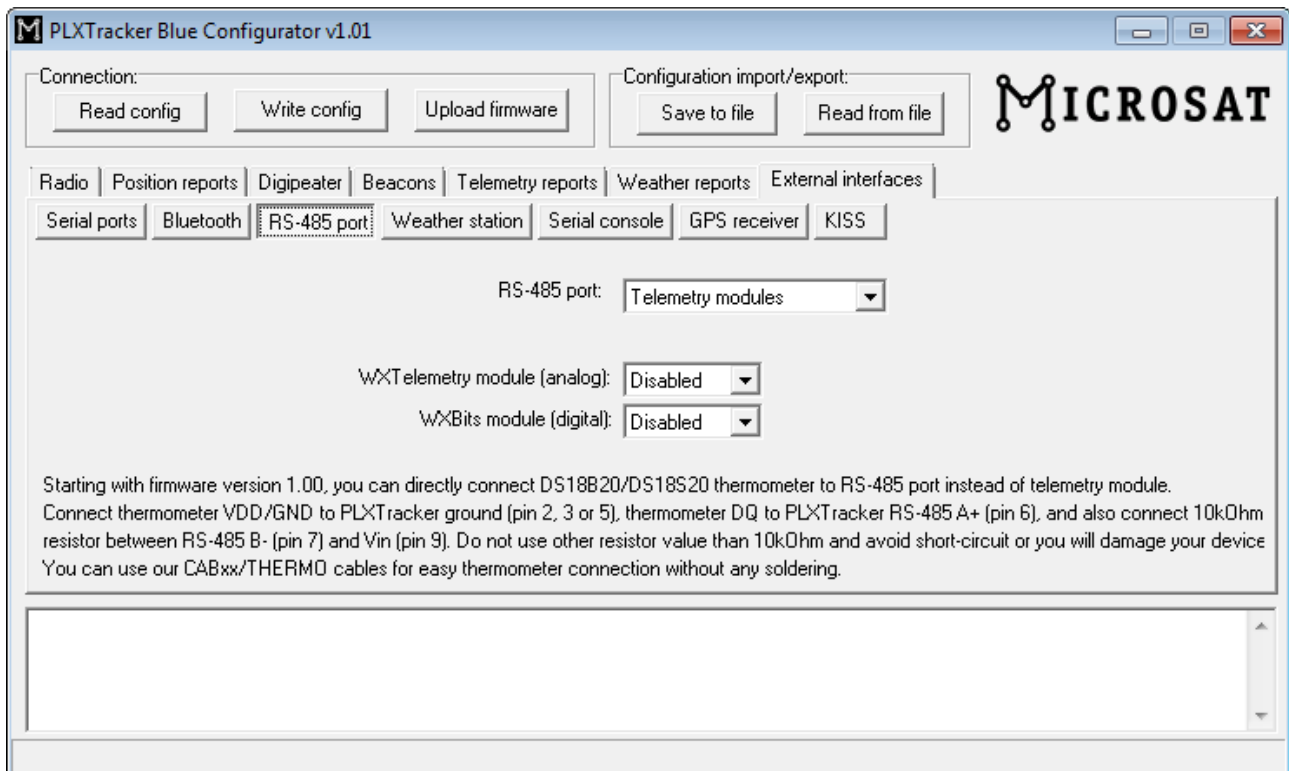 PLXTracker Blue Configurator v1.01
Connection:
Read config
Write config
Upload firmware
Configuration import/export:
Save to file
Read from file
MICROSAT
Radio
Position reports
Digipeater
Beacons
Telemetry reports
Weather reports
External interfaces
Serial ports
Bluetooth
RS-485 port
Weather station
Serial console
GPS receiver
KISS
RS-485 port:
Telemetry modules
WXTelemetry module (analog):
Disabled
WXBits module (digital):
Disabled
Starting with firmware version 1.00, you can directly connect DS18B20/DS18S20 thermometer to RS-485 port instead of telemetry module.
Connect thermometer VDD/GND to PLXTracker ground (pin 2, 3 or 5), thermometer DQ to PLXTracker RS-485 A+ (pin 6), and also connect 10kOhm
resistor between RS-485 B- (pin 7) and Vin (pin 9). Do not use other resistor value than 10kOhm and avoid short-circuit or you will damage your device
You can use our CABxx/THERMO cables for easy thermometer connection without any soldering.